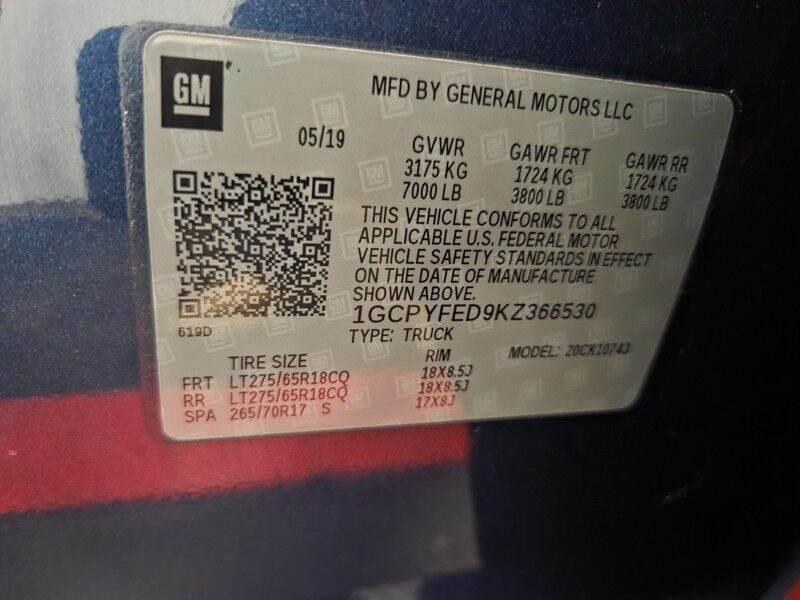 GM
MFD BY GENERAL MOTORS LLC
05/19 GVWR GAWR FRT GAWR RR
3175 KG 1724 KG 1724 KG
7000 LB 3800 LB 3800 LB
THIS VEHICLE CONFORMS TO ALL
APPLICABLE U.S. FEDERAL MOTOR
VEHICLE SAFETY STANDARDS IN EFFECT
ON THE DATE OF MANUFACTURE
SHOWN ABOVE.
1GCPYFED9KZ366530
619D
TYPE: TRUCK
MODEL: 20CK10743
TIRE SIZE RIM
FRT LT275/65R18CQ 18X8.5J
RR LT275/65R18CQ 18X8.5J
SPA 265/70R17 S 17X8J